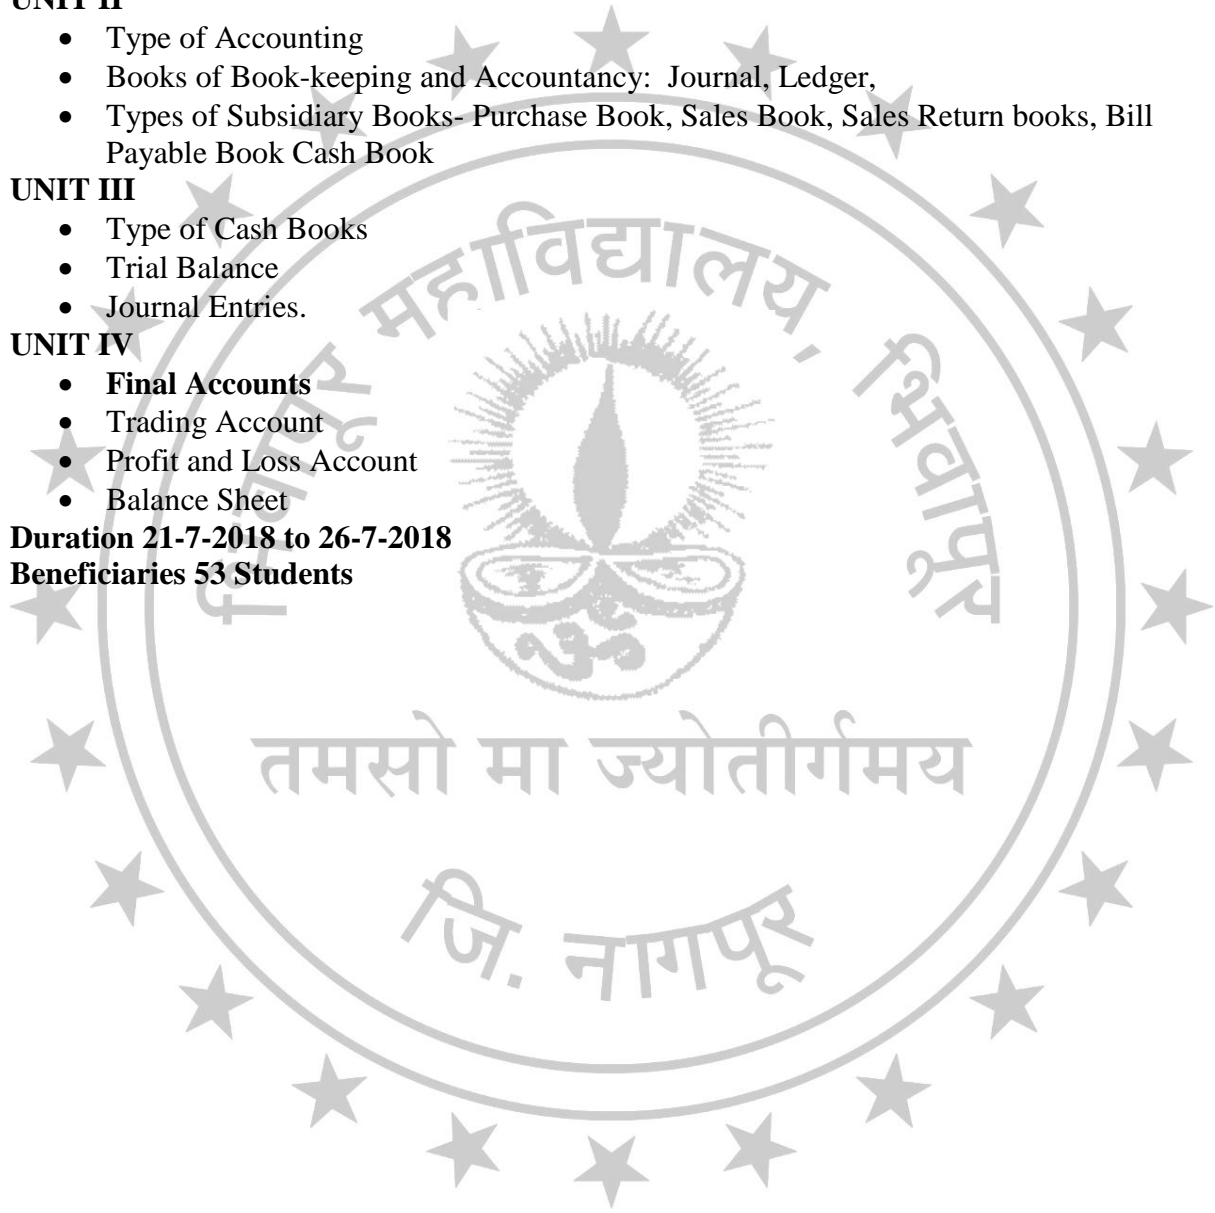 UNIT II
• Type of Accounting
• Books of Book-keeping and Accountancy: Journal, Ledger,
• Types of Subsidiary Books- Purchase Book, Sales Book, Sales Return books, Bill
Payable Book Cash Book
UNIT III
• Type of Cash Books
• Trial Balance
• Journal Entries.
UNIT IV
• Final Accounts
• Trading Account
• Profit and Loss Account
• Balance Sheet
Duration 21-7-2018 to 26-7-2018
Beneficiaries 53 Students
भिवापूर महाविद्यालय, भिवापूर
तमसो मा ज्योतीर्गमय
जि. नागपूर